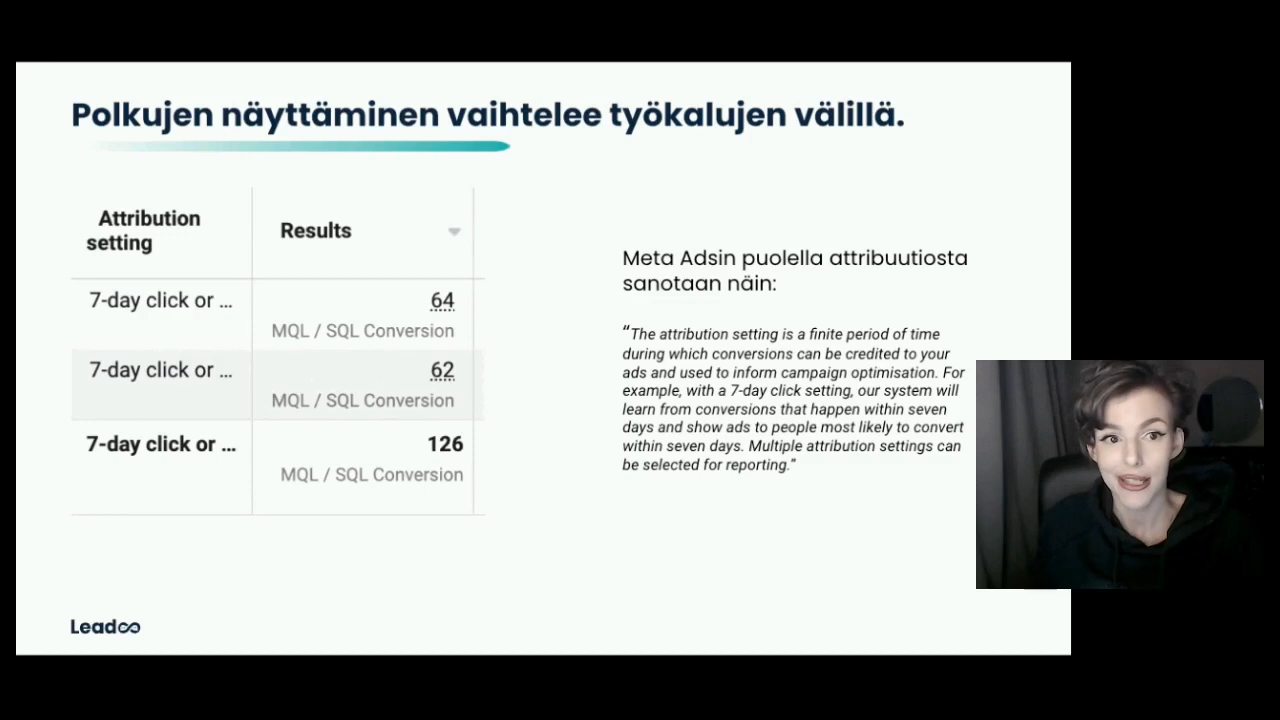 Polkujen näyttäminen vaihtelee työkalujen välillä.
Attribution
setting
Results
7-day click or ...
64
MQL / SQL Conversion
7-day click or ...
62
MQL / SQL Conversion
7-day click or ...
126
MQL / SQL Conversion
Meta Adsin puolella attribuutiosta
sanotaan näin:
“The attribution setting is a finite period of time
during which conversions can be credited to your
ads and used to inform campaign optimisation. For
example, with a 7-day click setting, our system will
learn from conversions that happen within seven
days and show ads to people most likely to convert
within seven days. Multiple attribution settings can
be selected for reporting.”
Leadoo